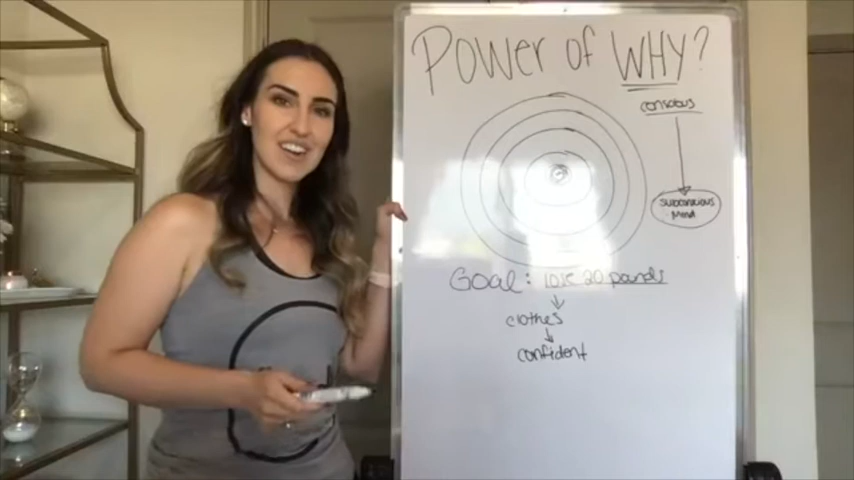 Power of WHY?
conscious
subconscious
Mind
GOAL: lose 20 pounds
clothes
confident